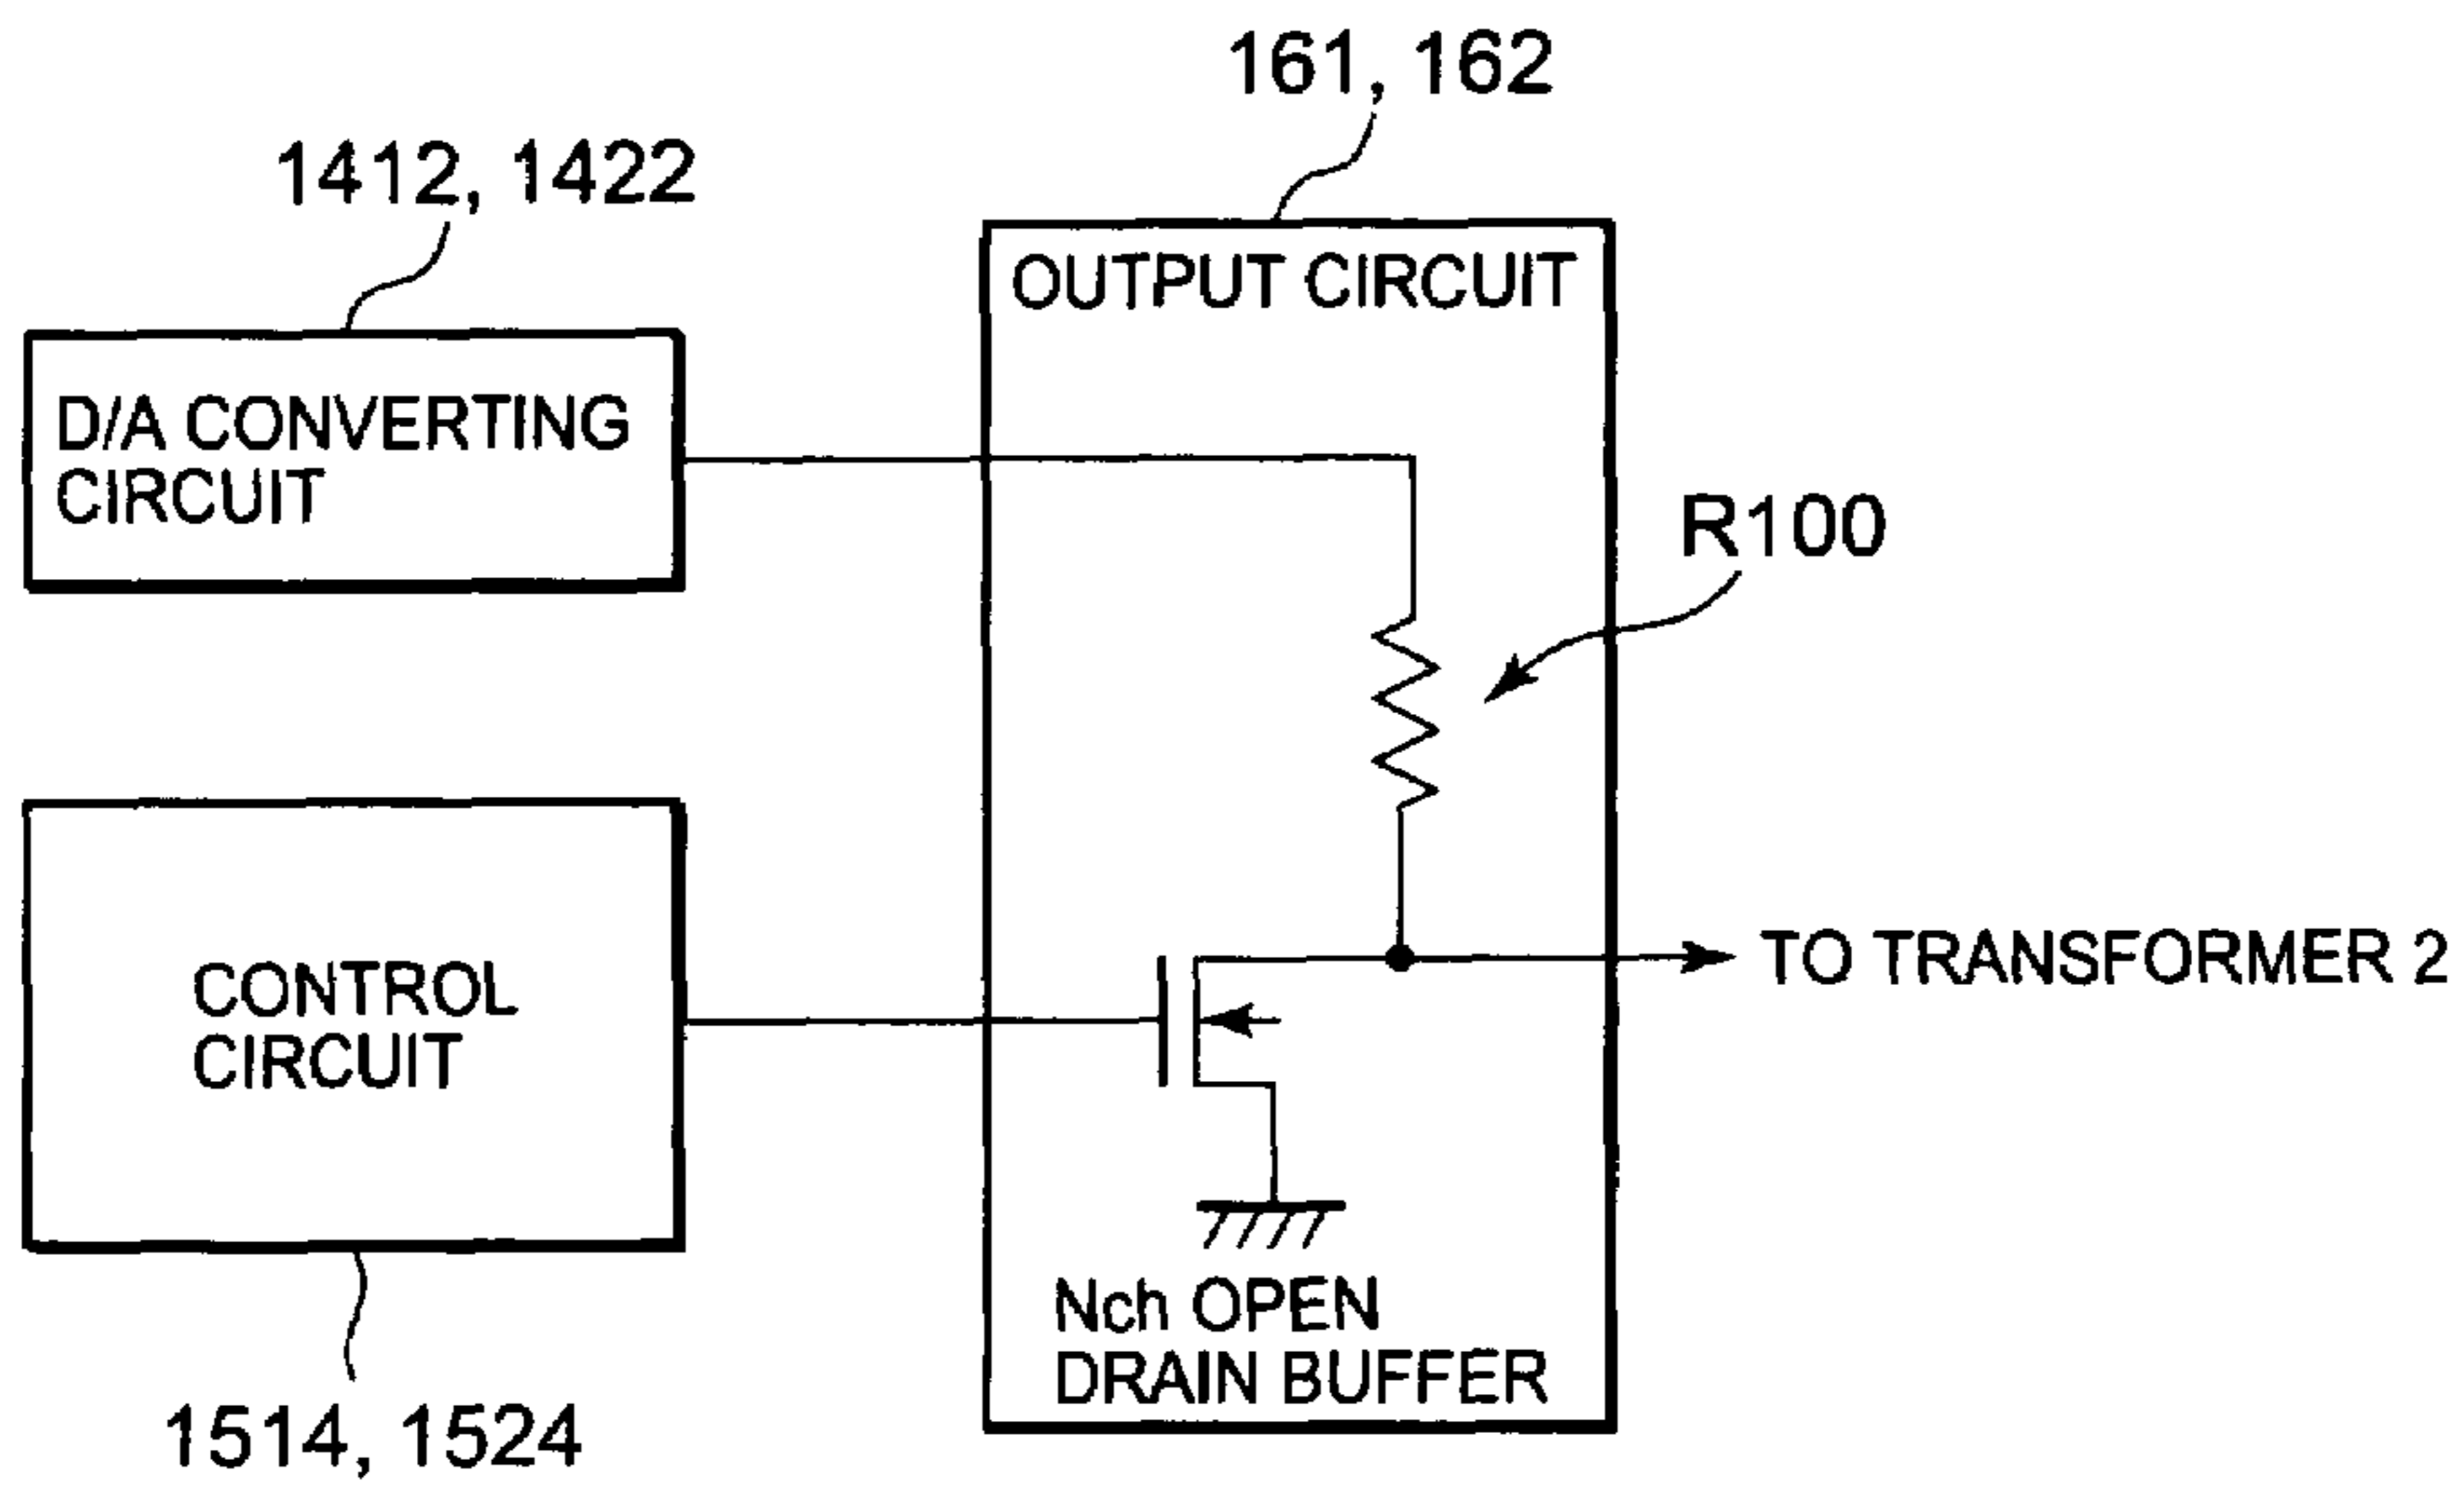 161, 162
1412, 1422
OUTPUT CIRCUIT
D/A CONVERTING
CIRCUIT
R100
TO TRANSFORMER 2
CONTROL
CIRCUIT
Nch OPEN
DRAIN BUFFER
1514, 1524